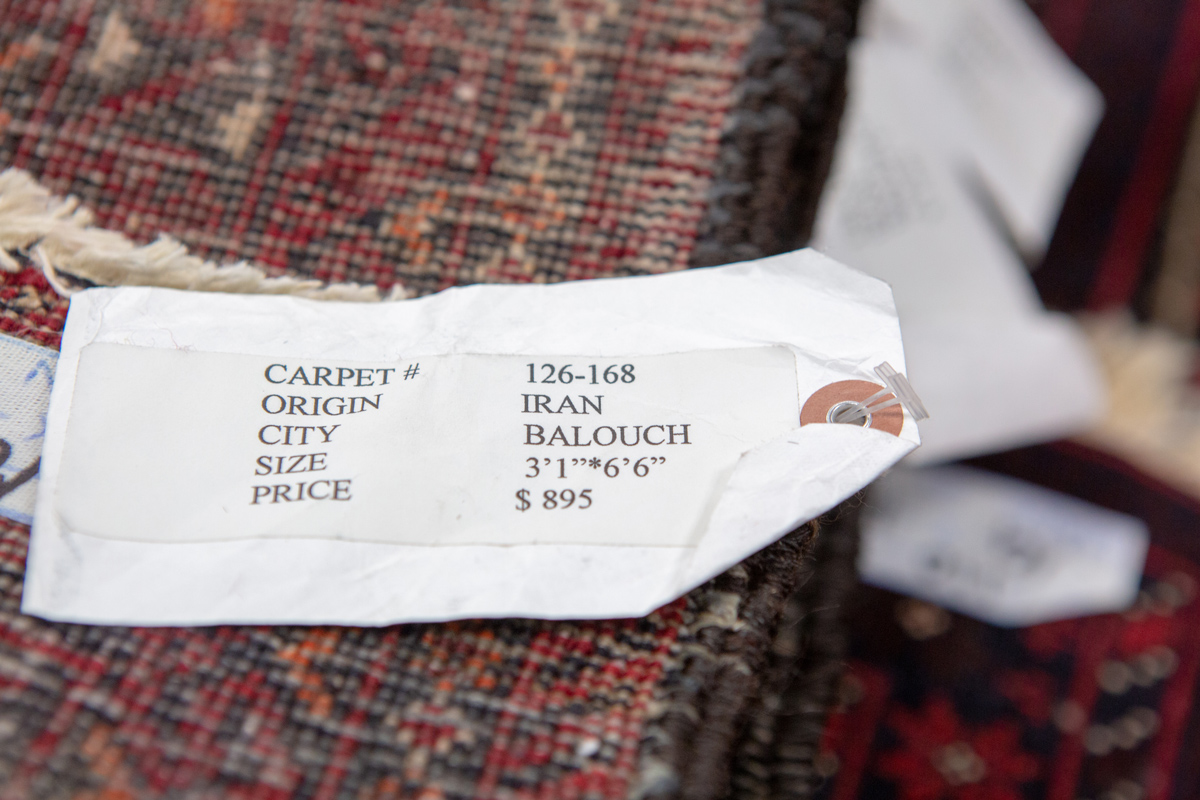 CARPET # 126-168
ORIGIN IRAN
CITY BALOUCH
SIZE 3’1”*6’6”
PRICE $ 895